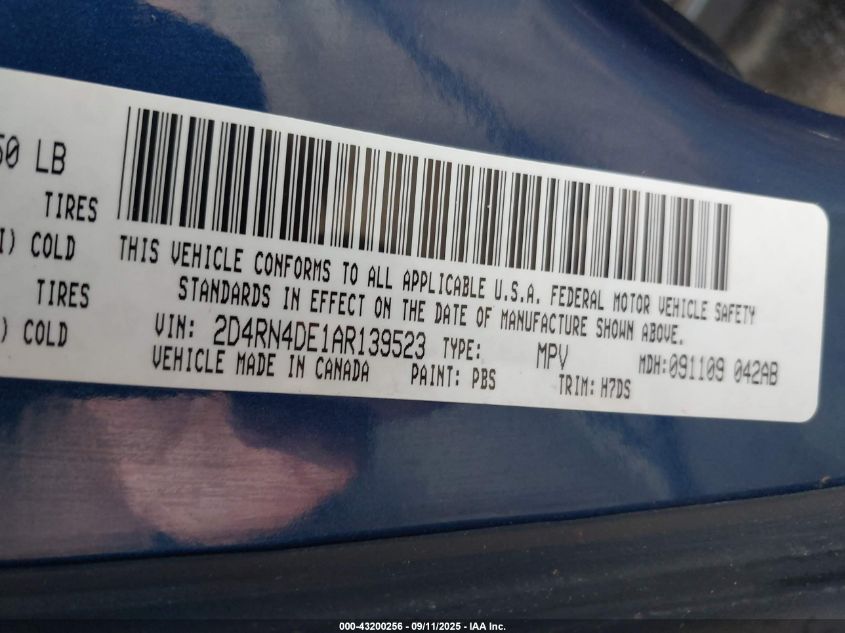 50 LB
TIRES
I) COLD
TIRES
) COLD
THIS VEHICLE CONFORMS TO ALL APPLICABLE U.S.A. FEDERAL MOTOR VEHICLE SAFETY
STANDARDS IN EFFECT ON THE DATE OF MANUFACTURE SHOWN ABOVE.
VIN: 2D4RN4DE1AR139523 TYPE: MPV MDH:091109 042AB
VEHICLE MADE IN CANADA PAINT: PBS TRIM: H7DS
000-43200256 - 09/11/2025 - IAA Inc.